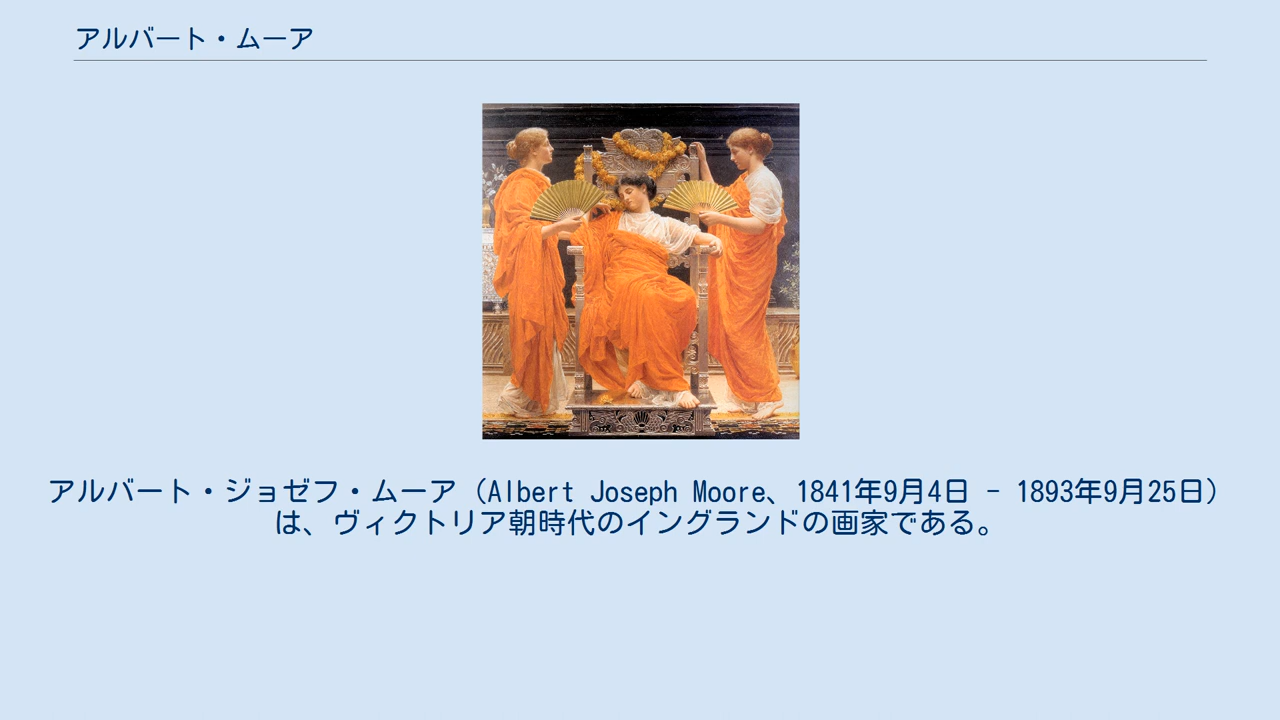 アルバート・ムーア
アルバート・ジョゼフ・ムーア（Albert Joseph Moore、1841年9月4日 - 1893年9月25日）
は、ヴィクトリア朝時代のイングランドの画家である。